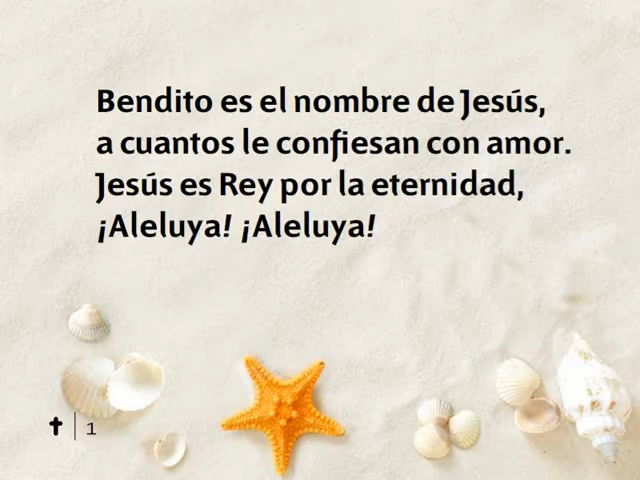 Bendito es el nombre de Jesús,
a cuantos le confiesan con amor.
Jesús es Rey por la eternidad,
¡Aleluya! ¡Aleluya!
1